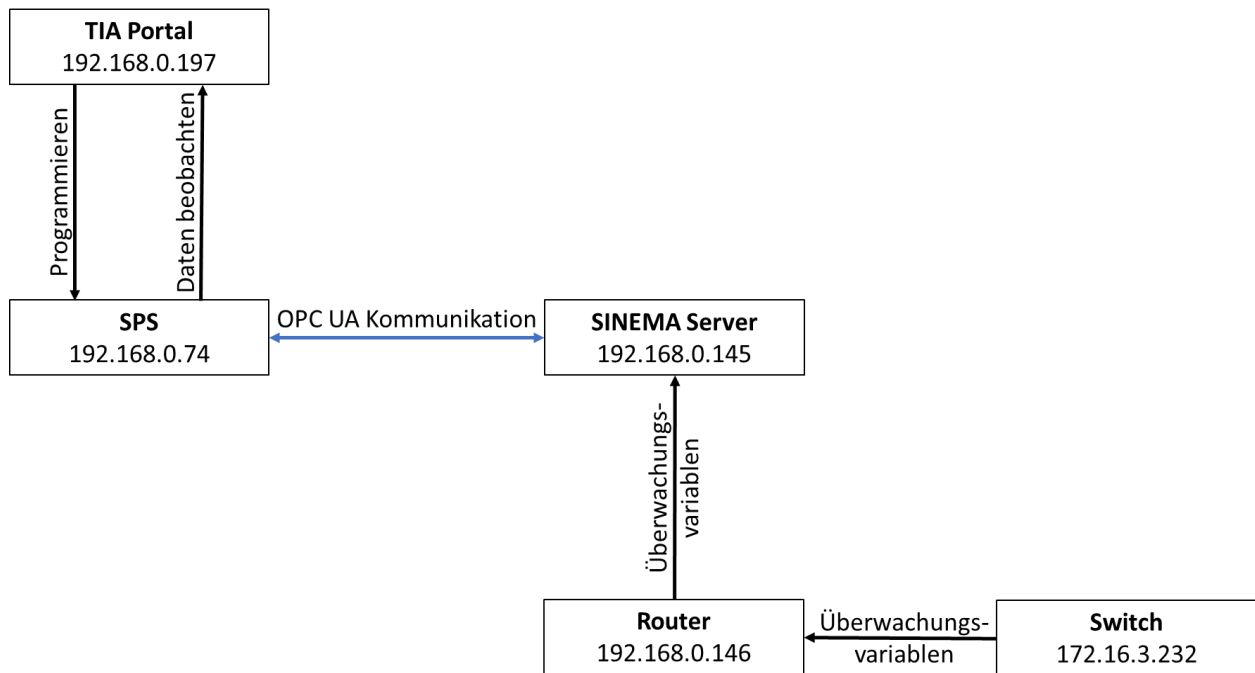 TIA Portal
192.168.0.197
Programmieren
Daten beobachten
SPS
192.168.0.74
OPC UA Kommunikation
SINEMA Server
192.168.0.145
Überwachungs-
variablen
Router
192.168.0.146
Überwachungs-
variablen
Switch
172.16.3.232